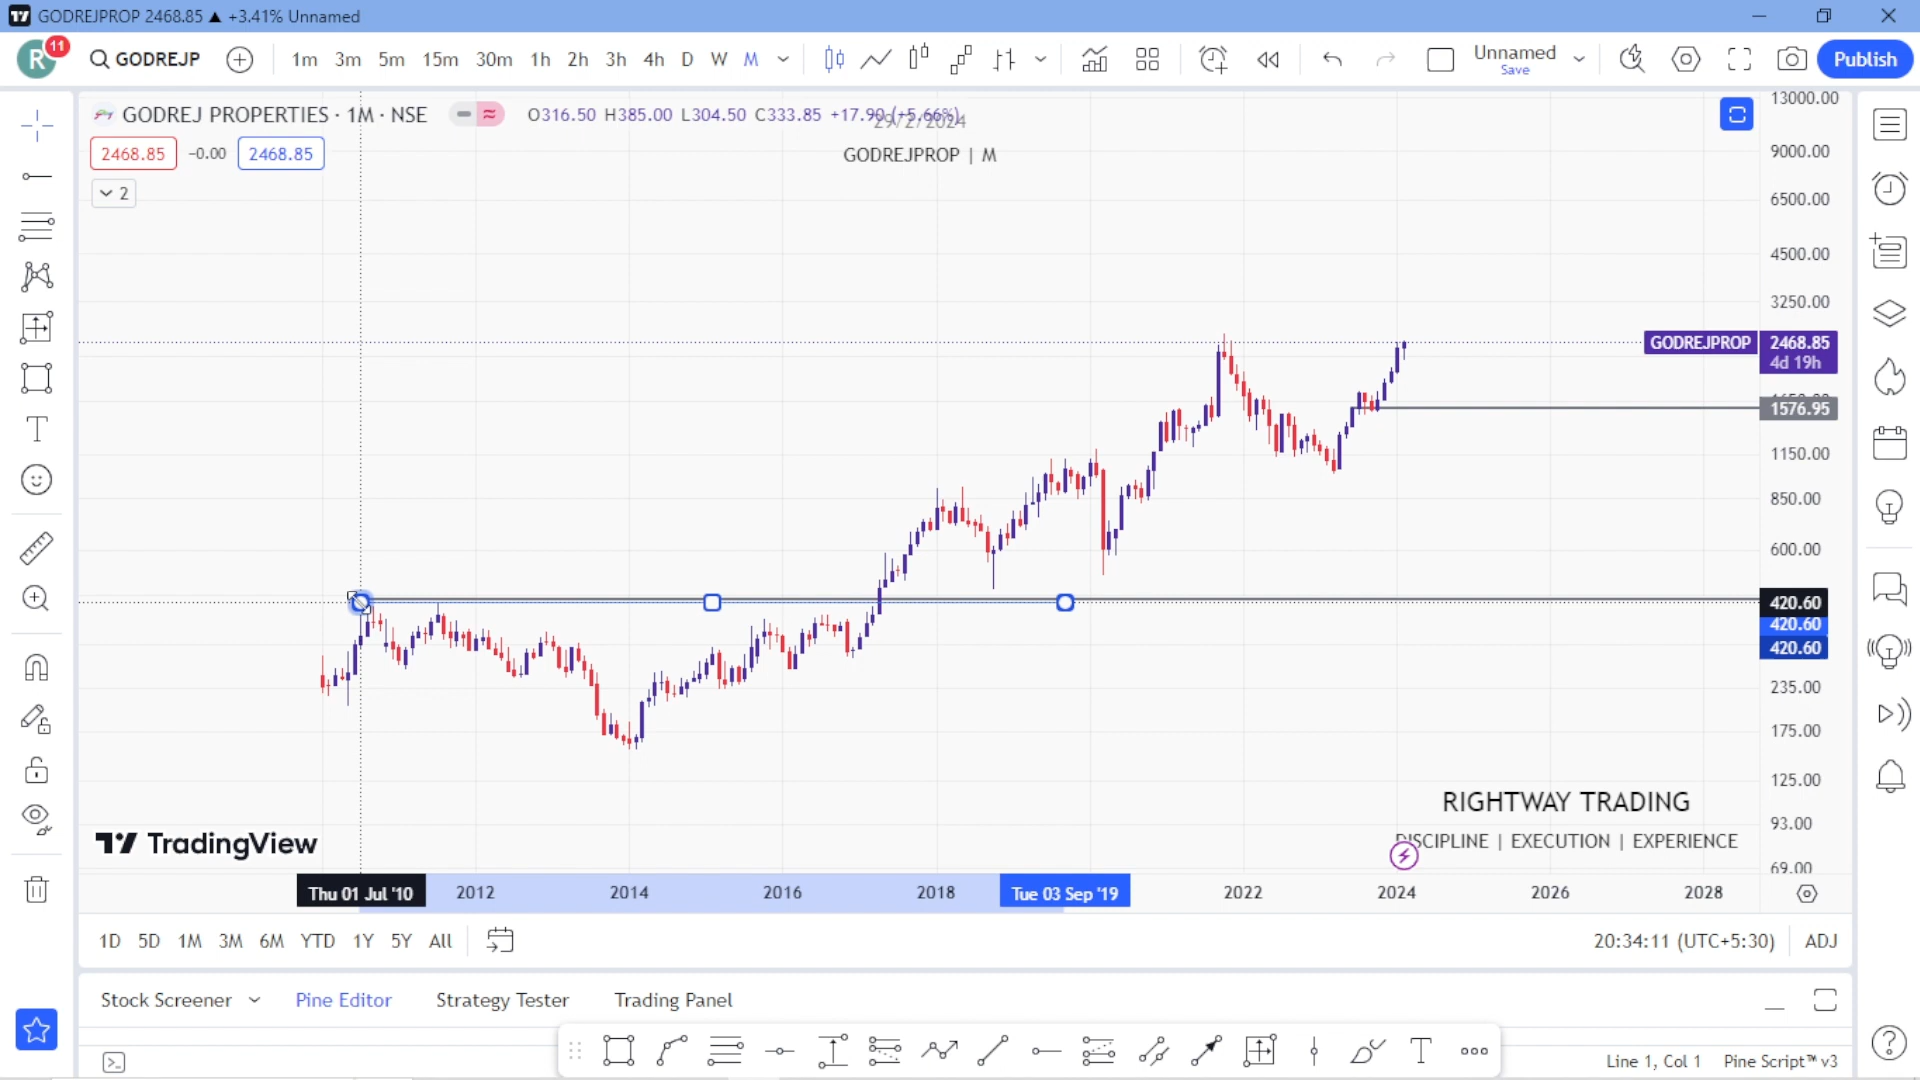 GODREJPROP 2468.85 ▲ +3.41% Unnamed
R 11 GODREJP 1m 3m 5m 15m 30m 1h 2h 3h 4h D W M Unnamed Save Publish
GODREJ PROPERTIES · 1M · NSE O316.50 H385.00 L304.50 C333.85 +17.90 (+5.66%)
29/2/2024
2468.85 −0.00 2468.85
GODREJPROP | M
2
13000.00
9000.00
6500.00
4500.00
3250.00
GODREJPROP 2468.85
4d 19h
1576.95
1150.00
850.00
600.00
420.60
420.60
420.60
235.00
175.00
125.00
93.00
69.00
RIGHTWAY TRADING
DISCIPLINE | EXECUTION | EXPERIENCE
TradingView
Thu 01 Jul '10 2012 2014 2016 2018 Tue 03 Sep '19 2022 2024 2026 2028
1D 5D 1M 3M 6M YTD 1Y 5Y All 20:34:11 (UTC+5:30) ADJ
Stock Screener Pine Editor Strategy Tester Trading Panel
Line 1, Col 1 Pine Script™ v3